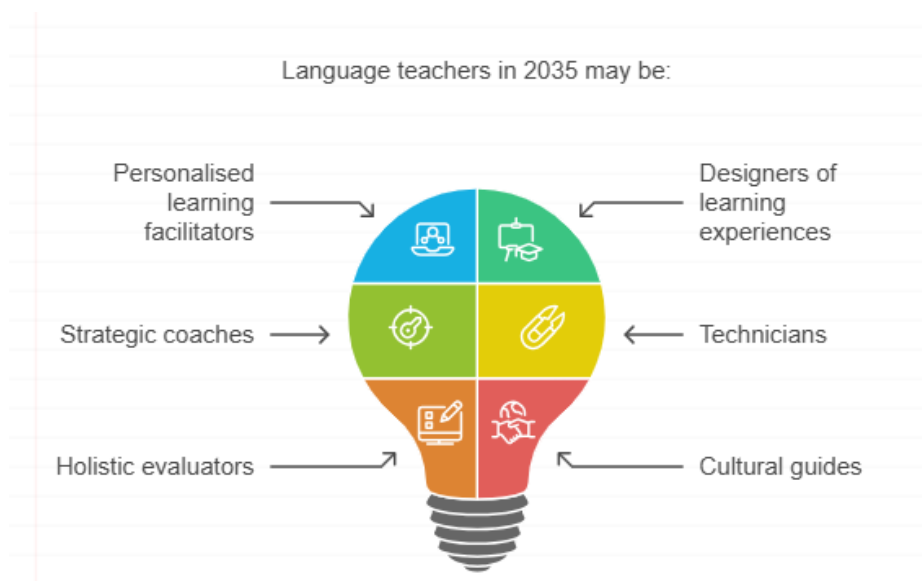 Language teachers in 2035 may be:
Personalised
learning
facilitators
Designers of
learning
experiences
Strategic coaches
Technicians
Holistic evaluators
Cultural guides